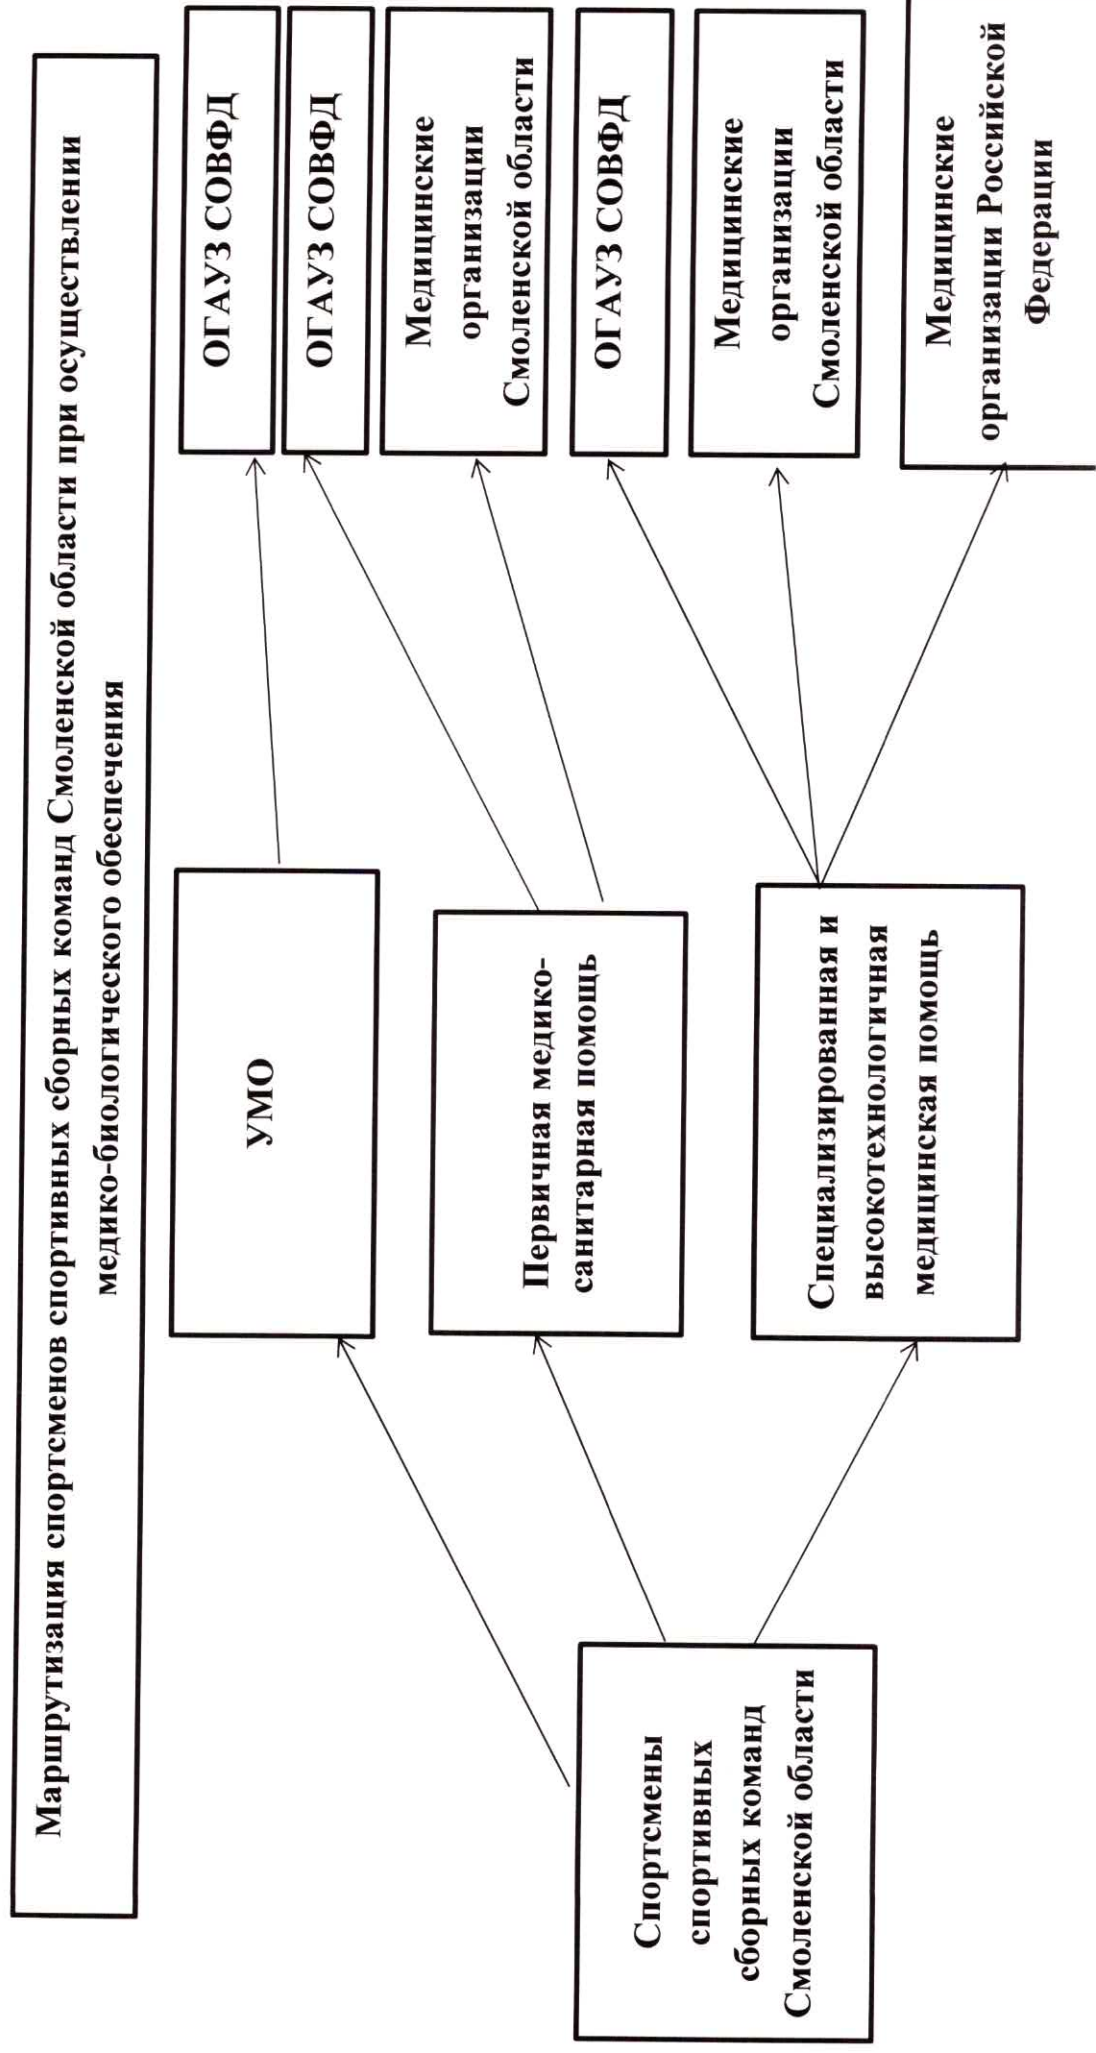 Маршрутизация спортсменов спортивных сборных команд Смоленской области при осуществлении
медико-биологического обеспечения
Спортсмены
спортивных
сборных команд
Смоленской области
УМО
Первичная медико-
санитарная помощь
Специализированная и
высокотехнологичная
медицинская помощь
ОГАУЗ СОВФД
ОГАУЗ СОВФД
Медицинские
организации
Смоленской области
ОГАУЗ СОВФД
Медицинские
организации
Смоленской области
Медицинские
организации Российской
Федерации